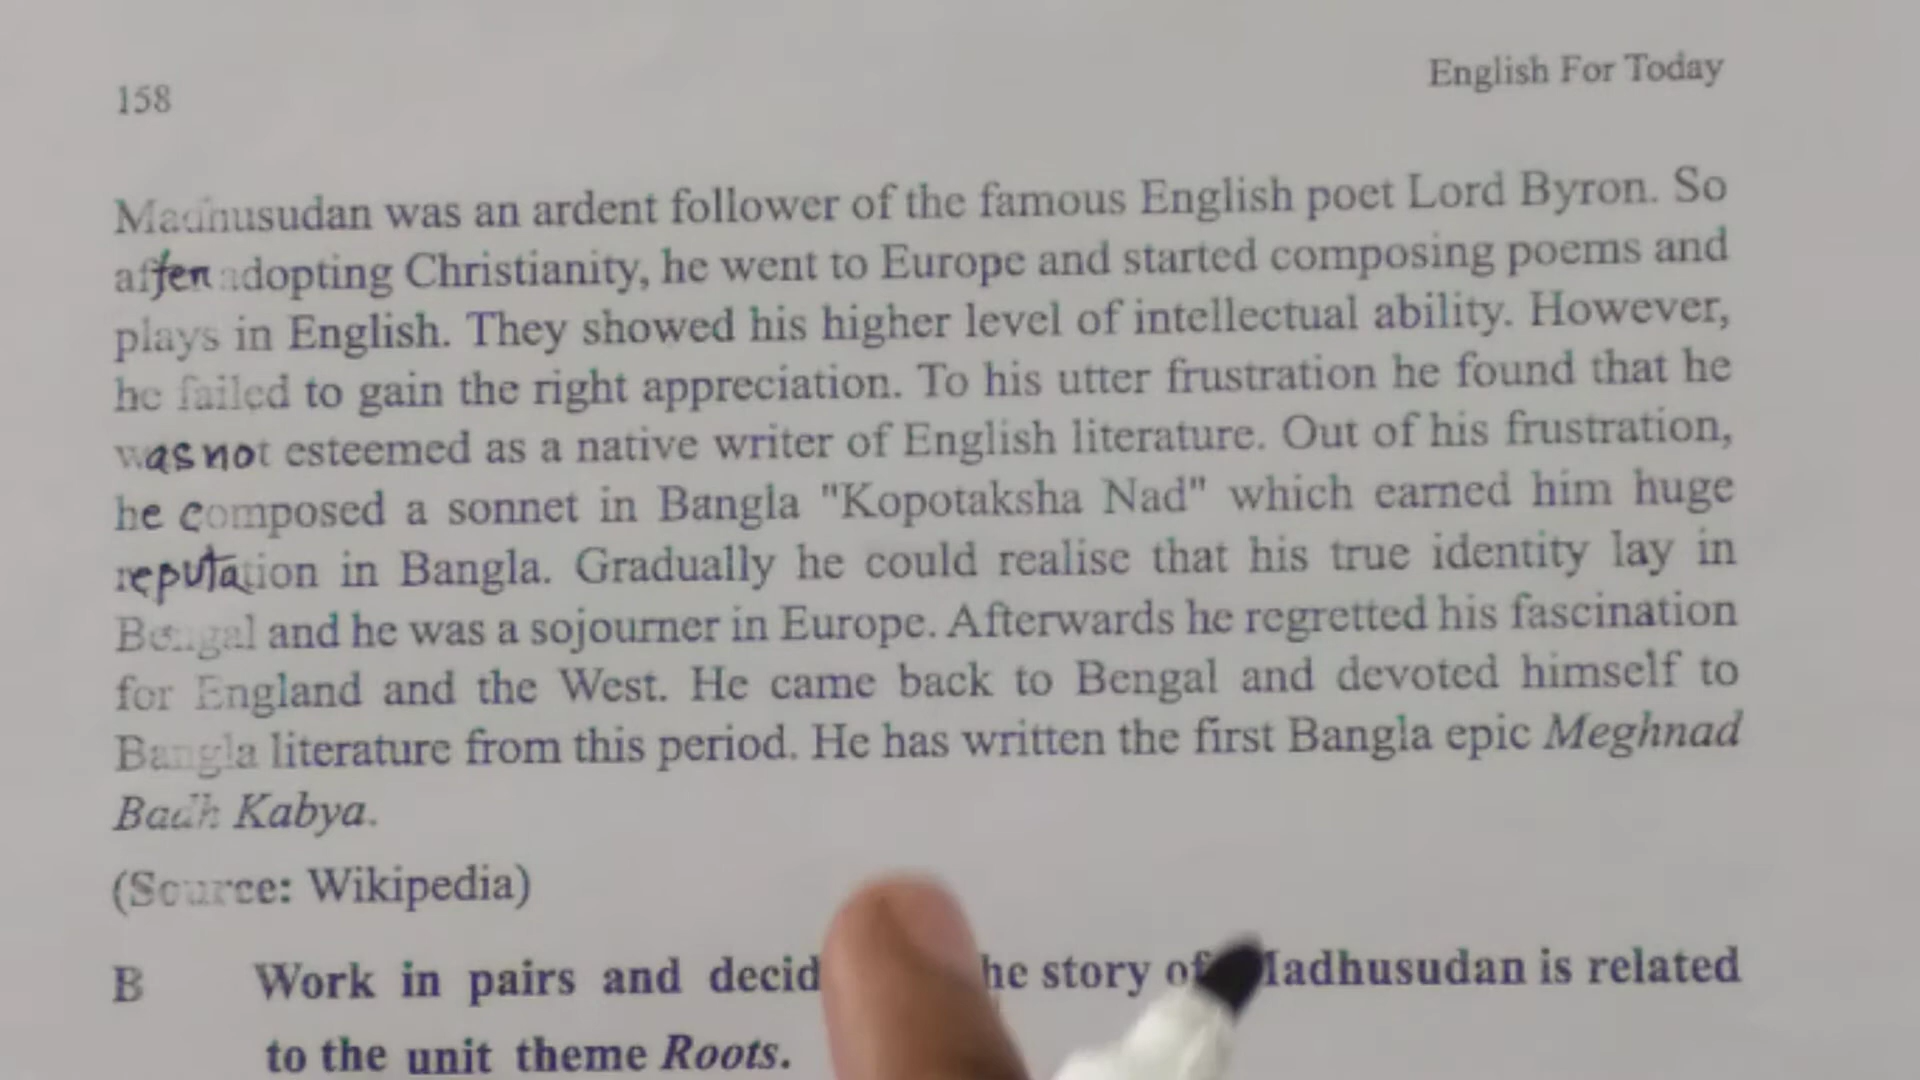 158
English For Today
Madhusudan was an ardent follower of the famous English poet Lord Byron. So
after adopting Christianity, he went to Europe and started composing poems and
plays in English. They showed his higher level of intellectual ability. However,
he failed to gain the right appreciation. To his utter frustration he found that he
was not esteemed as a native writer of English literature. Out of his frustration,
he composed a sonnet in Bangla "Kopotaksha Nad" which earned him huge
reputation in Bangla. Gradually he could realise that his true identity lay in
Bengal and he was a sojourner in Europe. Afterwards he regretted his fascination
for England and the West. He came back to Bengal and devoted himself to
Bangla literature from this period. He has written the first Bangla epic Meghnad
Badh Kabya.
(Source: Wikipedia)
B Work in pairs and story of Madhusudan is related
to the unit theme Roots.